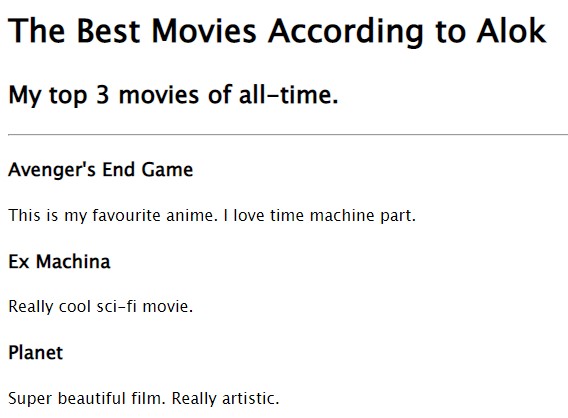 The Best Movies According to Alok
My top 3 movies of all-time.
Avenger's End Game
This is my favourite anime. I love time machine part.
Ex Machina
Really cool sci-fi movie.
Planet
Super beautiful film. Really artistic.